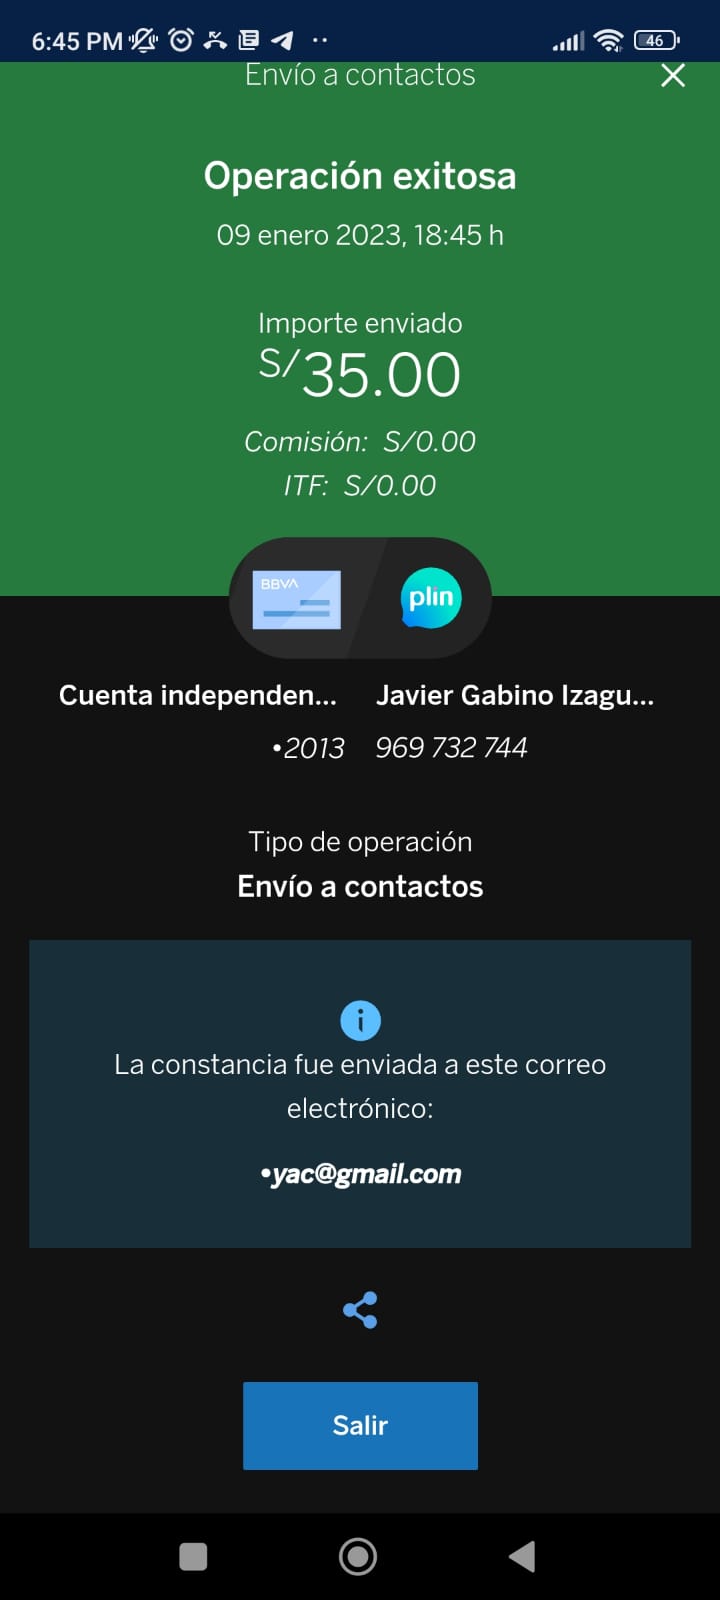 6:45 PM
46
Envío a contactos
Operación exitosa
09 enero 2023, 18:45 h
Importe enviado
S/35.00
Comisión: S/0.00
ITF: S/0.00
BBVA
plin
Cuenta independen... Javier Gabino Izagu...
•2013 969 732 744
Tipo de operación
Envío a contactos
La constancia fue enviada a este correo
electrónico:
•yac@gmail.com
Salir